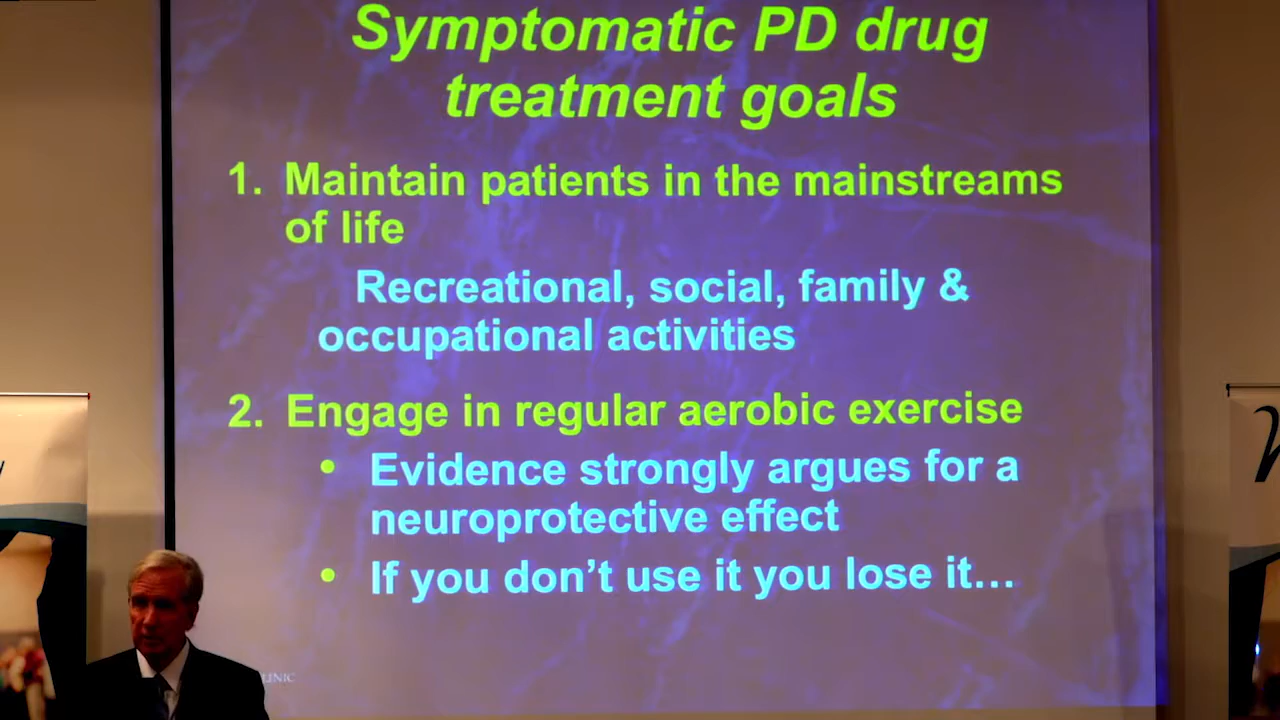 Symptomatic PD drug
treatment goals
1. Maintain patients in the mainstreams
of life
Recreational, social, family &
occupational activities
2. Engage in regular aerobic exercise
• Evidence strongly argues for a
neuroprotective effect
• If you don't use it you lose it...